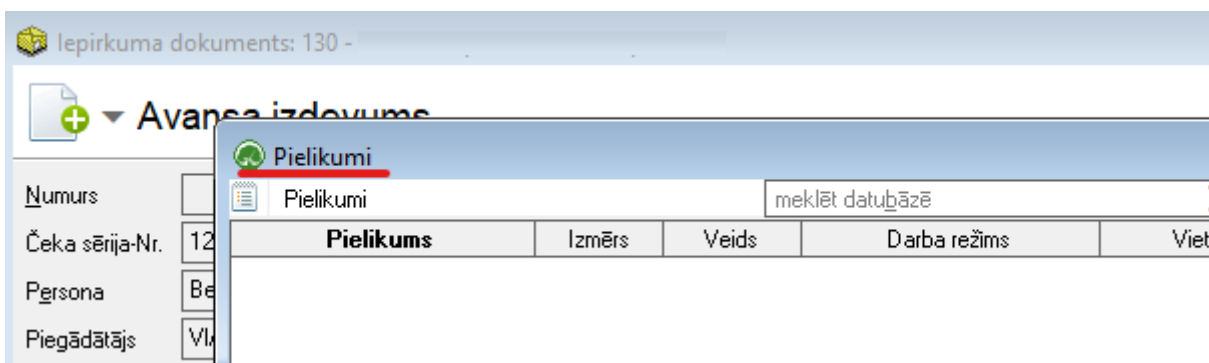 Iepirkuma dokuments: 130 -
Avansa izdevums
Pielikumi
Pielikumi meklēt datubāzē
Pielikums Izmērs Veids Darba režīms
Numurs
Čeka sērija-Nr. 12
Persona
Piegādātājs